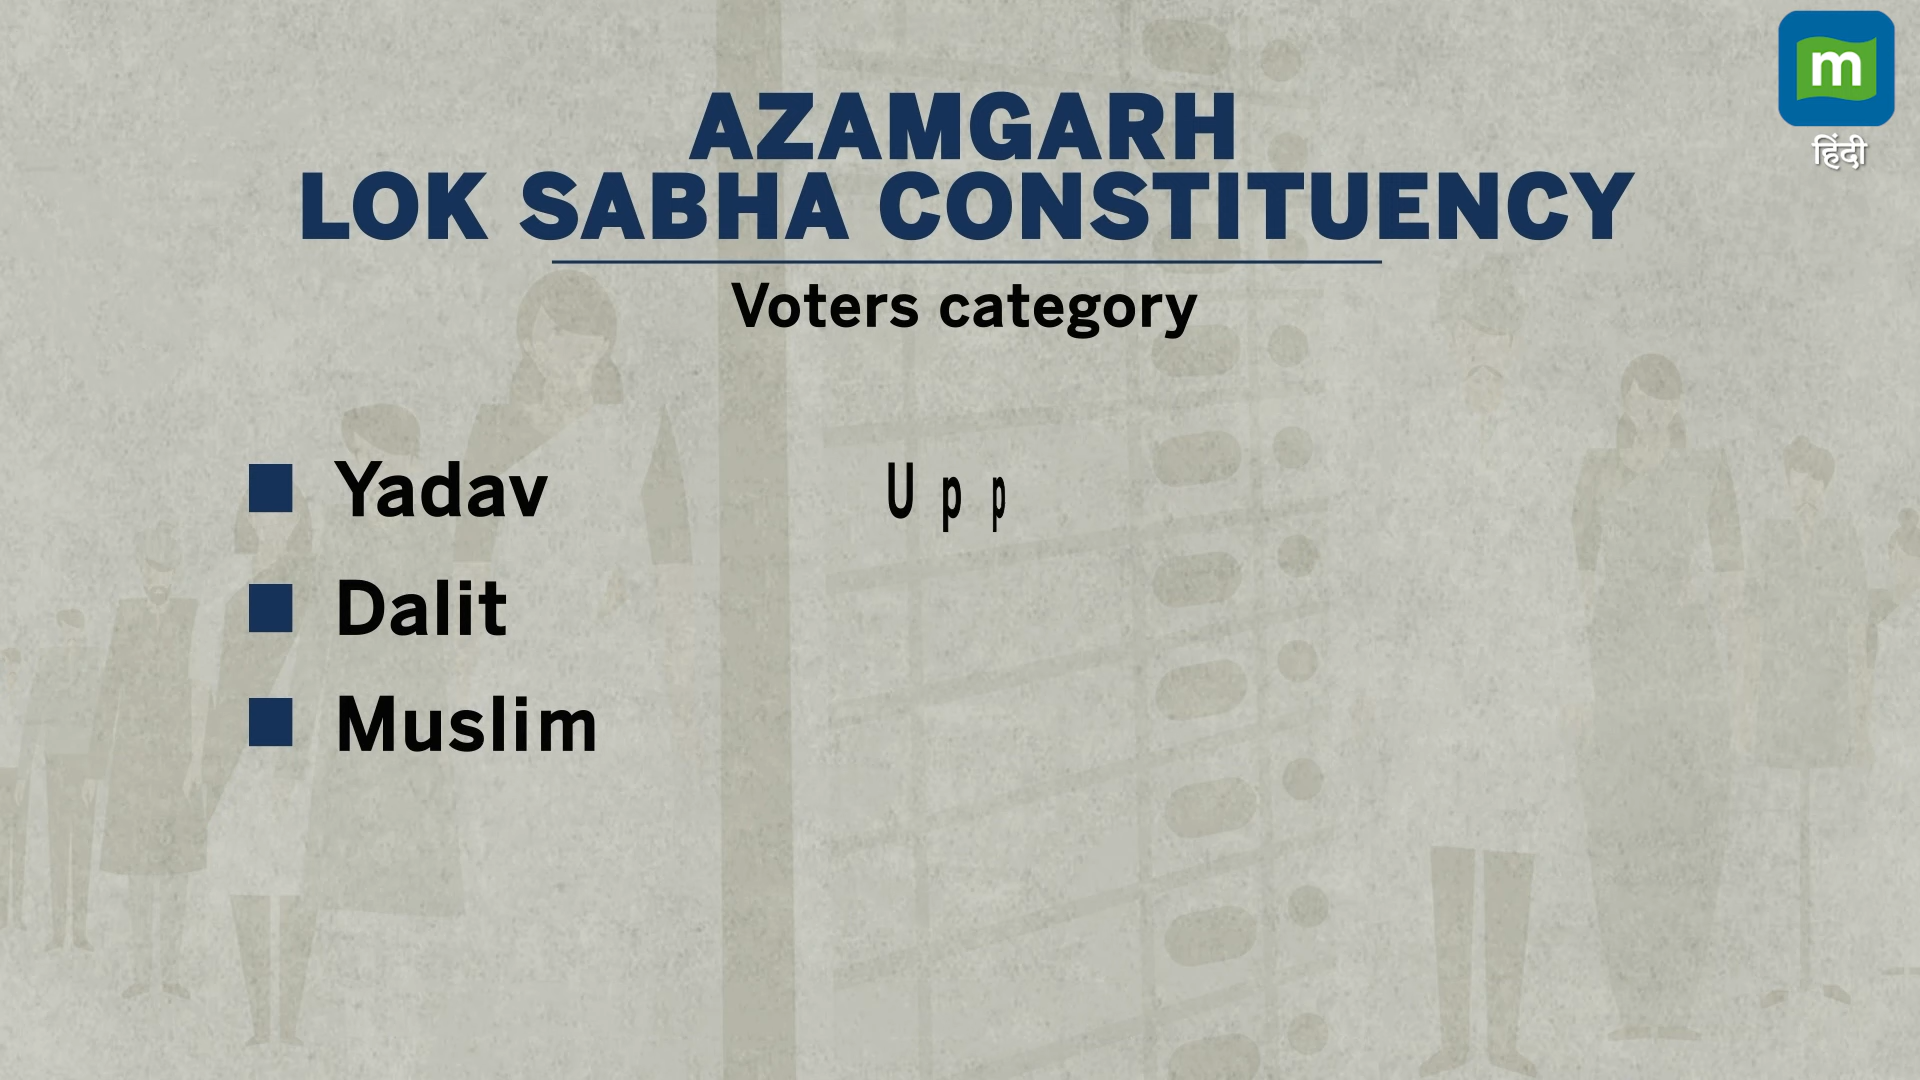 m
हिंदी
AZAMGARH
LOK SABHA CONSTITUENCY
Voters category
Yadav
Upp
Dalit
Muslim